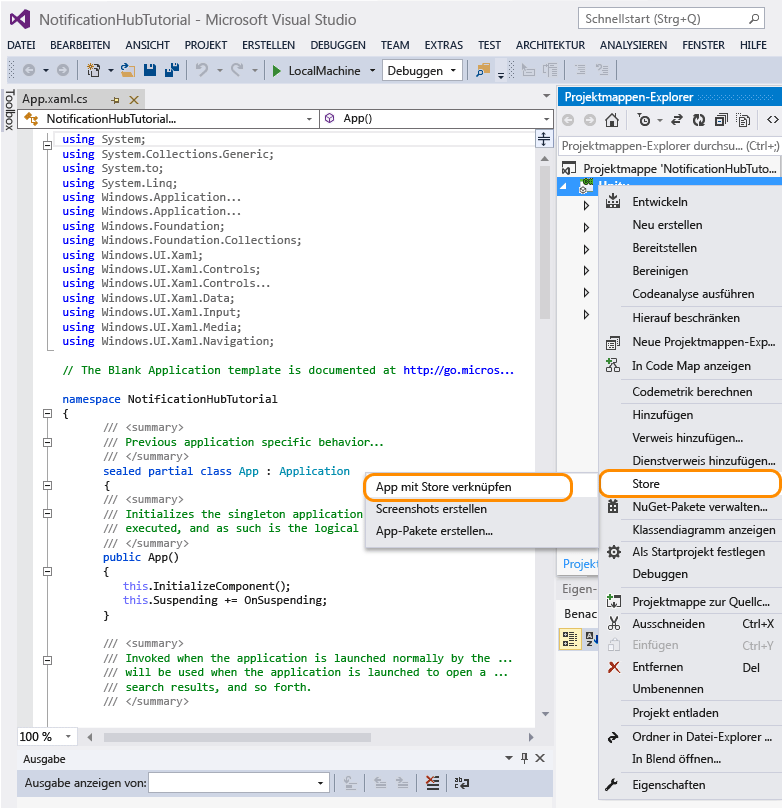 NotificationHubTutorial - Microsoft Visual Studio
Schnellstart (Strg+Q)
DATEI BEARBEITEN ANSICHT PROJEKT ERSTELLEN DEBUGGEN TEAM EXTRAS TEST ARCHITEKTUR ANALYSIEREN FENSTER HILFE
LocalMachine Debuggen
Toolbox
App.xaml.cs
NotificationHubTutorial... App()
using System;
using System.Collections.Generic;
using System.to;
using System.Linq;
using Windows.Application...
using Windows.Application...
using Windows.Foundation;
using Windows.Foundation.Collections;
using Windows.UI.Xaml;
using Windows.UI.Xaml.Controls;
using Windows.UI.Xaml.Controls...
using Windows.UI.Xaml.Data;
using Windows.UI.Xaml.Input;
using Windows.UI.Xaml.Media;
using Windows.UI.Xaml.Navigation;
// The Blank Application template is documented at http://go.micros...
namespace NotificationHubTutorial
{
/// <summary>
/// Previous application specific behavior...
/// </summary>
sealed partial class App : Application
{
/// <summary>
/// Initializes the singleton application
/// executed, and as such is the logical
/// </summary>
public App()
{
this.InitializeComponent();
this.Suspending += OnSuspending;
}
/// <summary>
/// Invoked when the application is launched normally by the ...
/// will be used when the application is launched to open a ...
/// search results, and so forth.
/// </summary>
100 %
Ausgabe
Ausgabe anzeigen von:
Projektmappen-Explorer
Projektmappen-Explorer durchsu... (Ctrl+;)
Projektmappe 'NotificationHubTuto...
Entwickeln
Neu erstellen
Bereitstellen
Bereinigen
Codeanalyse ausführen
Hierauf beschränken
Neue Projektmappen-Exp...
In Code Map anzeigen
Codemetrik berechnen
Hinzufügen
Verweis hinzufügen...
Dienstverweis hinzufügen...
Store
NuGet-Pakete verwalten...
Klassendiagramm anzeigen
Als Startprojekt festlegen
Debuggen
Projektmappe zur Quellc...
Ausschneiden Ctrl+X
Einfügen Ctrl+Y
Entfernen Del
Umbenennen
Projekt entladen
Ordner in Datei-Explorer ...
In Blend öffnen...
Eigenschaften
App mit Store verknüpfen
Screenshots erstellen
App-Pakete erstellen...
Projekt
Eigen-
Benac